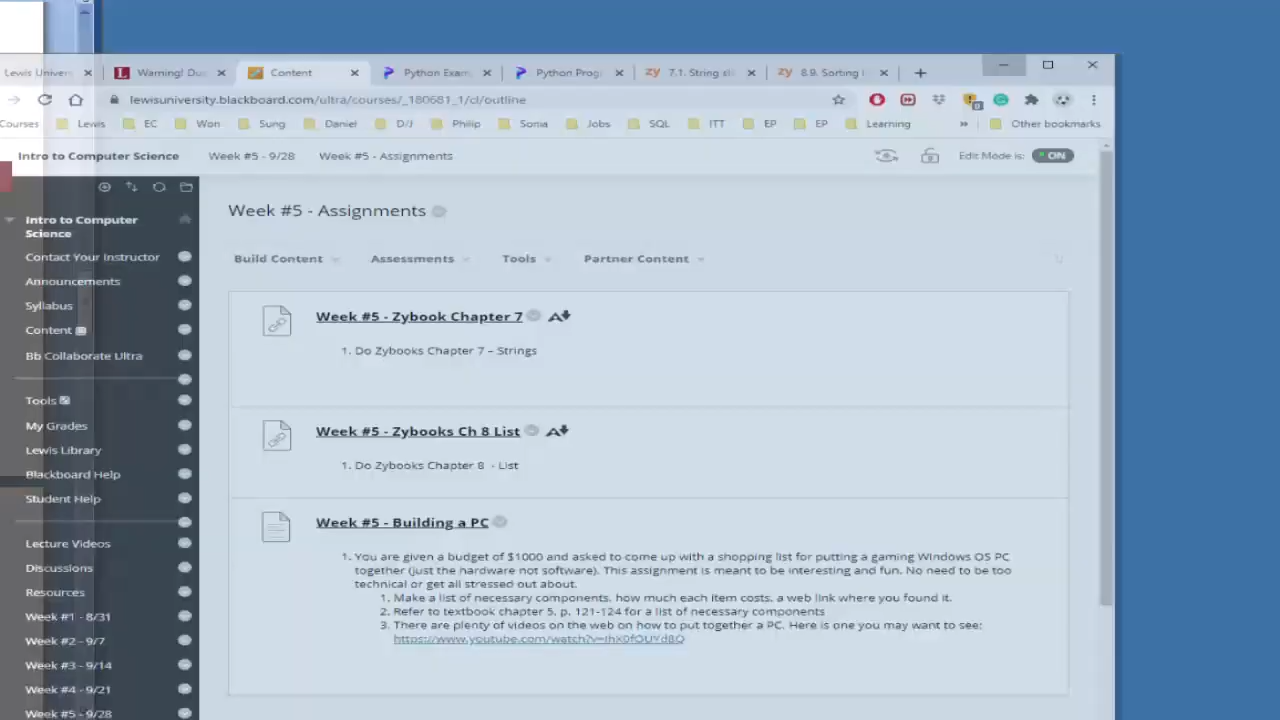 Lewis Univers
Warning! Du
Content
Python Exam
Python Prog
7.1. String sli
8.9. Sorting l
lewisuniversity.blackboard.com/ultra/courses/_180681_1/cl/outline
Courses
Lewis
EC
Won
Sung
Daniel
D/J
Philip
Sonia
Jobs
SQL
ITT
EP
EP
Learning
»
Other bookmarks
Intro to Computer Science
Week #5 - 9/28
Week #5 - Assignments
Edit Mode is:
ON
Intro to Computer
Science
Contact Your Instructor
Announcements
Syllabus
Content
Bb Collaborate Ultra
Tools
My Grades
Lewis Library
Blackboard Help
Student Help
Lecture Videos
Discussions
Resources
Week #1 - 8/31
Week #2 - 9/7
Week #3 - 9/14
Week #4 - 9/21
Week #5 - 9/28
Week #5 - Assignments
Build Content
Assessments
Tools
Partner Content
Week #5 - Zybook Chapter 7
1. Do Zybooks Chapter 7 – Strings
Week #5 - Zybooks Ch 8 List
1. Do Zybooks Chapter 8 - List
Week #5 - Building a PC
1. You are given a budget of $1000 and asked to come up with a shopping list for putting a gaming Windows OS PC
together (just the hardware not software). This assignment is meant to be interesting and fun. No need to be too
technical or get all stressed out about.
1. Make a list of necessary components, how much each item costs, a web link where you found it.
2. Refer to textbook chapter 5, p. 121-124 for a list of necessary components
3. There are plenty of videos on the web on how to put together a PC. Here is one you may want to see: